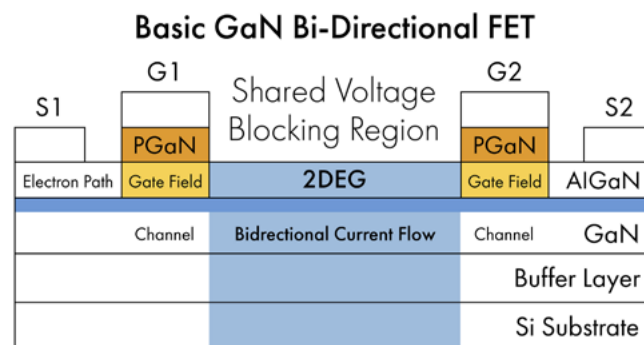 Basic GaN Bi-Directional FET
G1
G2
S1
Shared Voltage
Blocking Region
S2
PGaN
PGaN
Electron Path
Gate Field
2DEG
Gate Field
AlGaN
Channel
Bidrectional Current Flow
Channel
GaN
Buffer Layer
Si Substrate